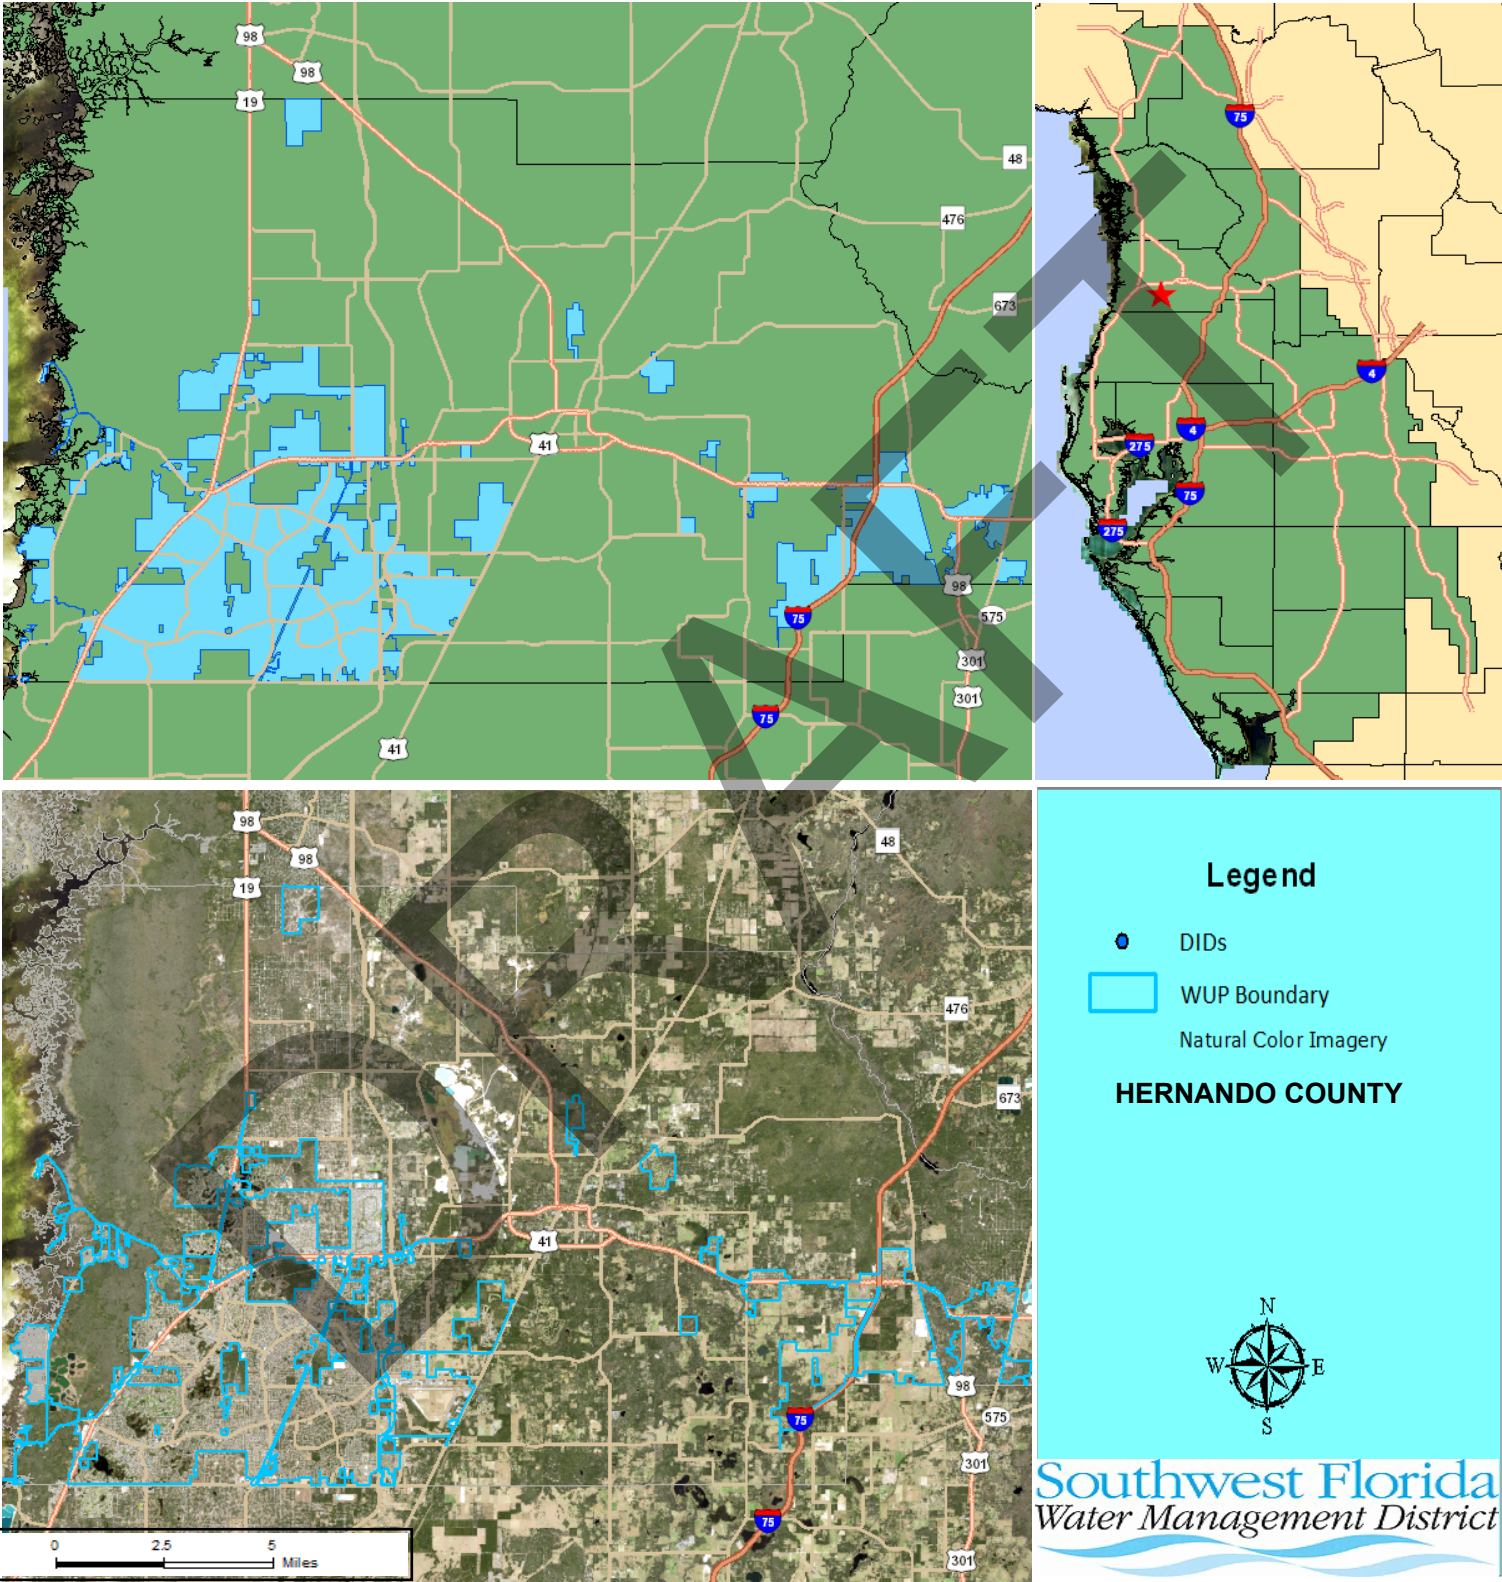 98
98
19
48
476
673
41
98
575
75
301
301
75
41
75
4
4
275
75
275
DRAFT
98
98
19
48
476
673
41
98
575
75
301
75
301
0 2.5 5
Miles
Legend
DIDs
WUP Boundary
Natural Color Imagery
HERNANDO COUNTY
N
W E
S
Southwest Florida
Water Management District